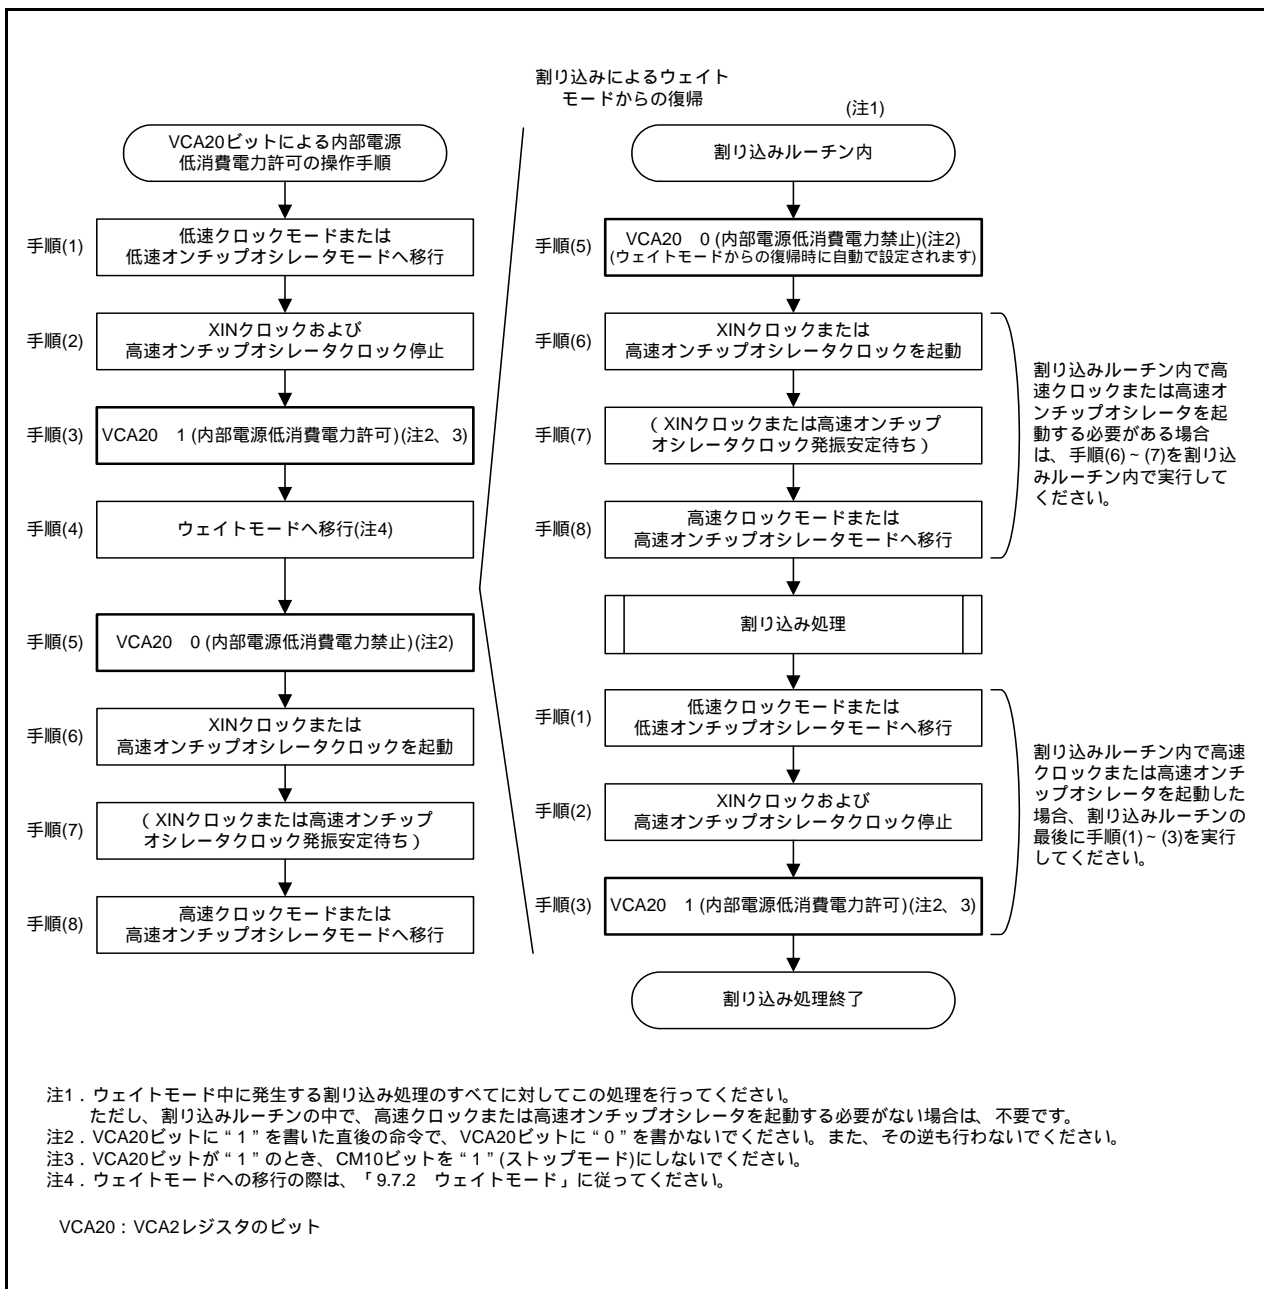 VCA20ビットによる内部電源
低消費電力許可の操作手順
手順(1)
低速クロックモードまたは
低速オンチップオシレータモードへ移行
手順(2)
XINクロックおよび
高速オンチップオシレータクロック停止
手順(3)
VCA20　1 (内部電源低消費電力許可)(注2、3)
手順(4)
ウェイトモードへ移行(注4)
手順(5)
VCA20　0 (内部電源低消費電力禁止)(注2)
手順(6)
XINクロックまたは
高速オンチップオシレータクロックを起動
手順(7)
( XINクロックまたは高速オンチップ
オシレータクロック発振安定待ち )
手順(8)
高速クロックモードまたは
高速オンチップオシレータモードへ移行
割り込みによるウェイト
モードからの復帰
(注1)
割り込みルーチン内
手順(5)
VCA20　0 (内部電源低消費電力禁止)(注2)
(ウェイトモードからの復帰時に自動で設定されます)
手順(6)
XINクロックまたは
高速オンチップオシレータクロックを起動
手順(7)
( XINクロックまたは高速オンチップ
オシレータクロック発振安定待ち )
手順(8)
高速クロックモードまたは
高速オンチップオシレータモードへ移行
割り込みルーチン内で高
速クロックまたは高速オ
ンチップオシレータを起
動する必要がある場合
は、手順(6) ~ (7)を割り込
みルーチン内で実行して
ください。
割り込み処理
手順(1)
低速クロックモードまたは
低速オンチップオシレータモードへ移行
手順(2)
XINクロックおよび
高速オンチップオシレータクロック停止
手順(3)
VCA20　1 (内部電源低消費電力許可)(注2、3)
割り込みルーチン内で高速
クロックまたは高速オンチ
ップオシレータを起動した
場合、割り込みルーチンの
最後に手順(1) ~ (3)を実行
してください。
割り込み処理終了
注1．ウェイトモード中に発生する割り込み処理のすべてに対してこの処理を行ってください。
ただし、割り込みルーチンの中で、高速クロックまたは高速オンチップオシレータを起動する必要がない場合は、不要です。
注2．VCA20ビットに“1”を書いた直後の命令で、VCA20ビットに“0”を書かないでください。また、その逆も行わないでください。
注3．VCA20ビットが“1”のとき、CM10ビットを“1”(ストップモード)にしないでください。
注4．ウェイトモードへの移行の際は、「9.7.2　ウェイトモード」に従ってください。
VCA20：VCA2レジスタのビット